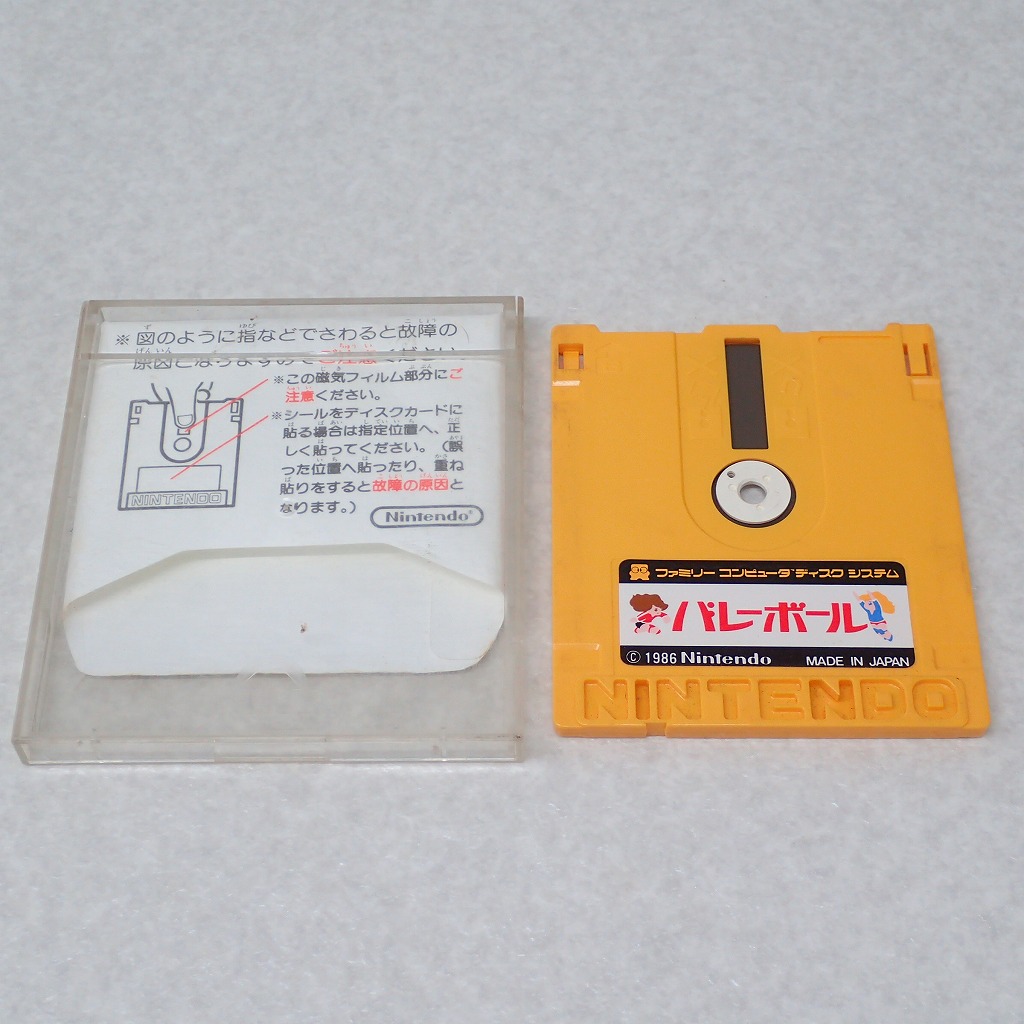 ※図のように指などでさわると故障の
原因となりますのでご注意ください
※この磁気フィルム部分にご
注意ください。
※シールをディスクカードに
貼る場合は指定位置へ、正
しく貼ってください。(誤
った位置へ貼ったり、重ね
貼りをすると故障の原因と
なります。)
NINTENDO
Nintendo®
ファミリー コンピュータ ディスク システム
バレーボール
© 1986 Nintendo MADE IN JAPAN
NINTENDO